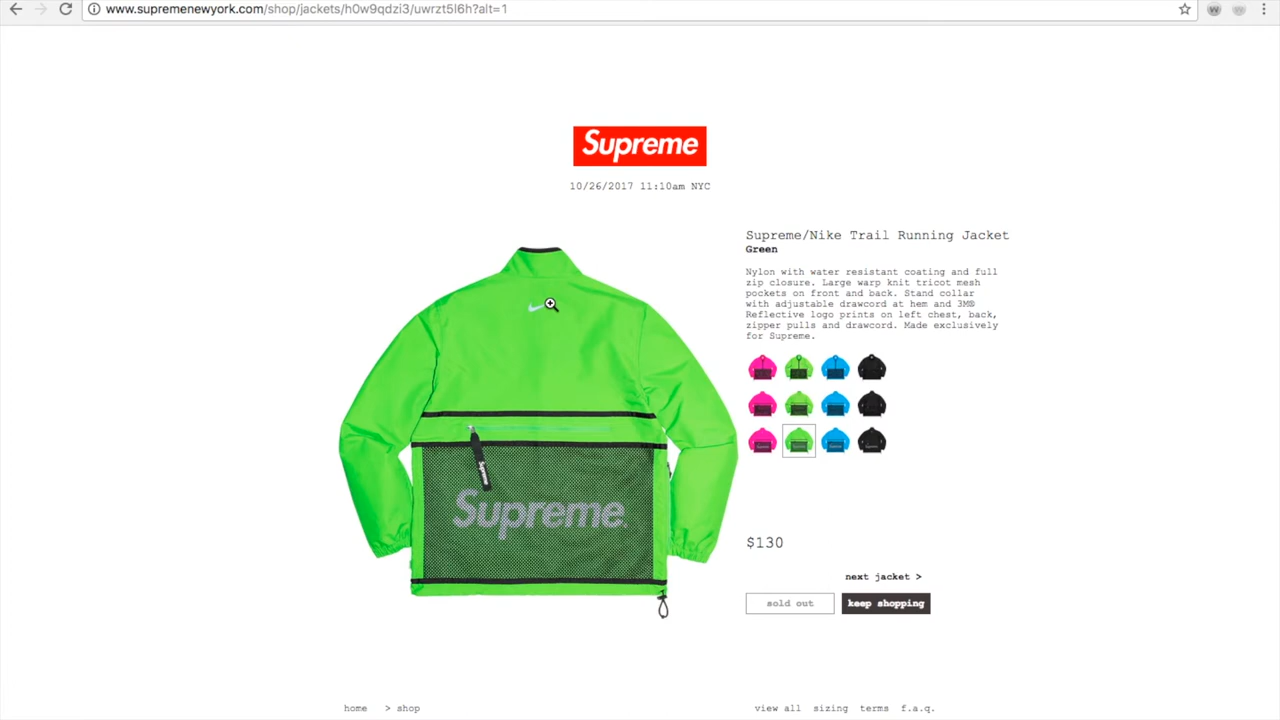 www.supremenewyork.com/shop/jackets/h0w9qdzi3/uwrzt5l6h?alt=1
Supreme
10/26/2017 11:10am NYC
Supreme/Nike Trail Running Jacket
Green
Nylon with water resistant coating and full
zip closure. Large warp knit tricot mesh
pockets on front and back. Stand collar
with adjustable drawcord at hem and 3M®
Reflective logo prints on left chest, back,
zipper pulls and drawcord. Made exclusively
for Supreme.
Supreme
Supreme.
$130
next jacket >
sold out
keep shopping
home > shop
view all sizing terms f.a.q.